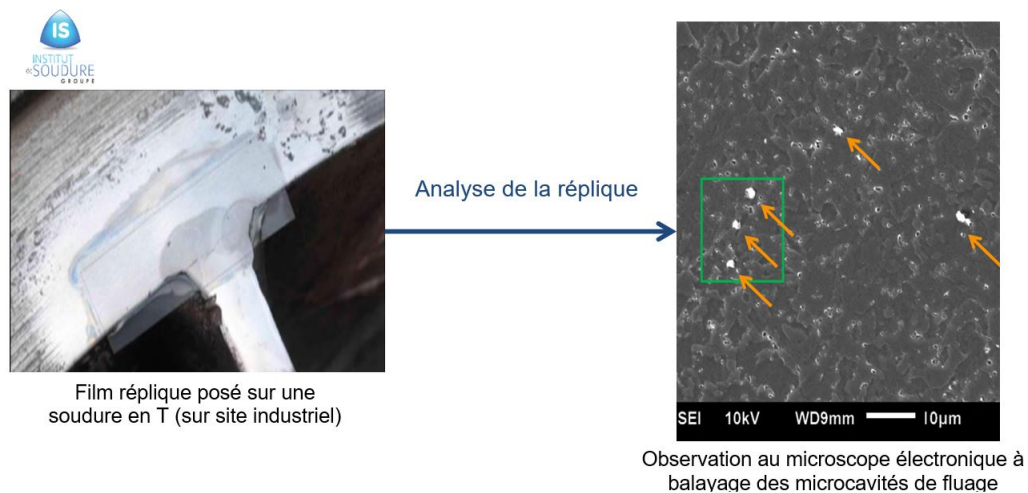 IS
INSTITUT
de SOUDURE
GROUPE
Analyse de la réplique
Film réplique posé sur une
soudure en T (sur site industriel)
SEI 10kV WD9mm 10µm
Observation au microscope électronique à
balayage des microcavités de fluage